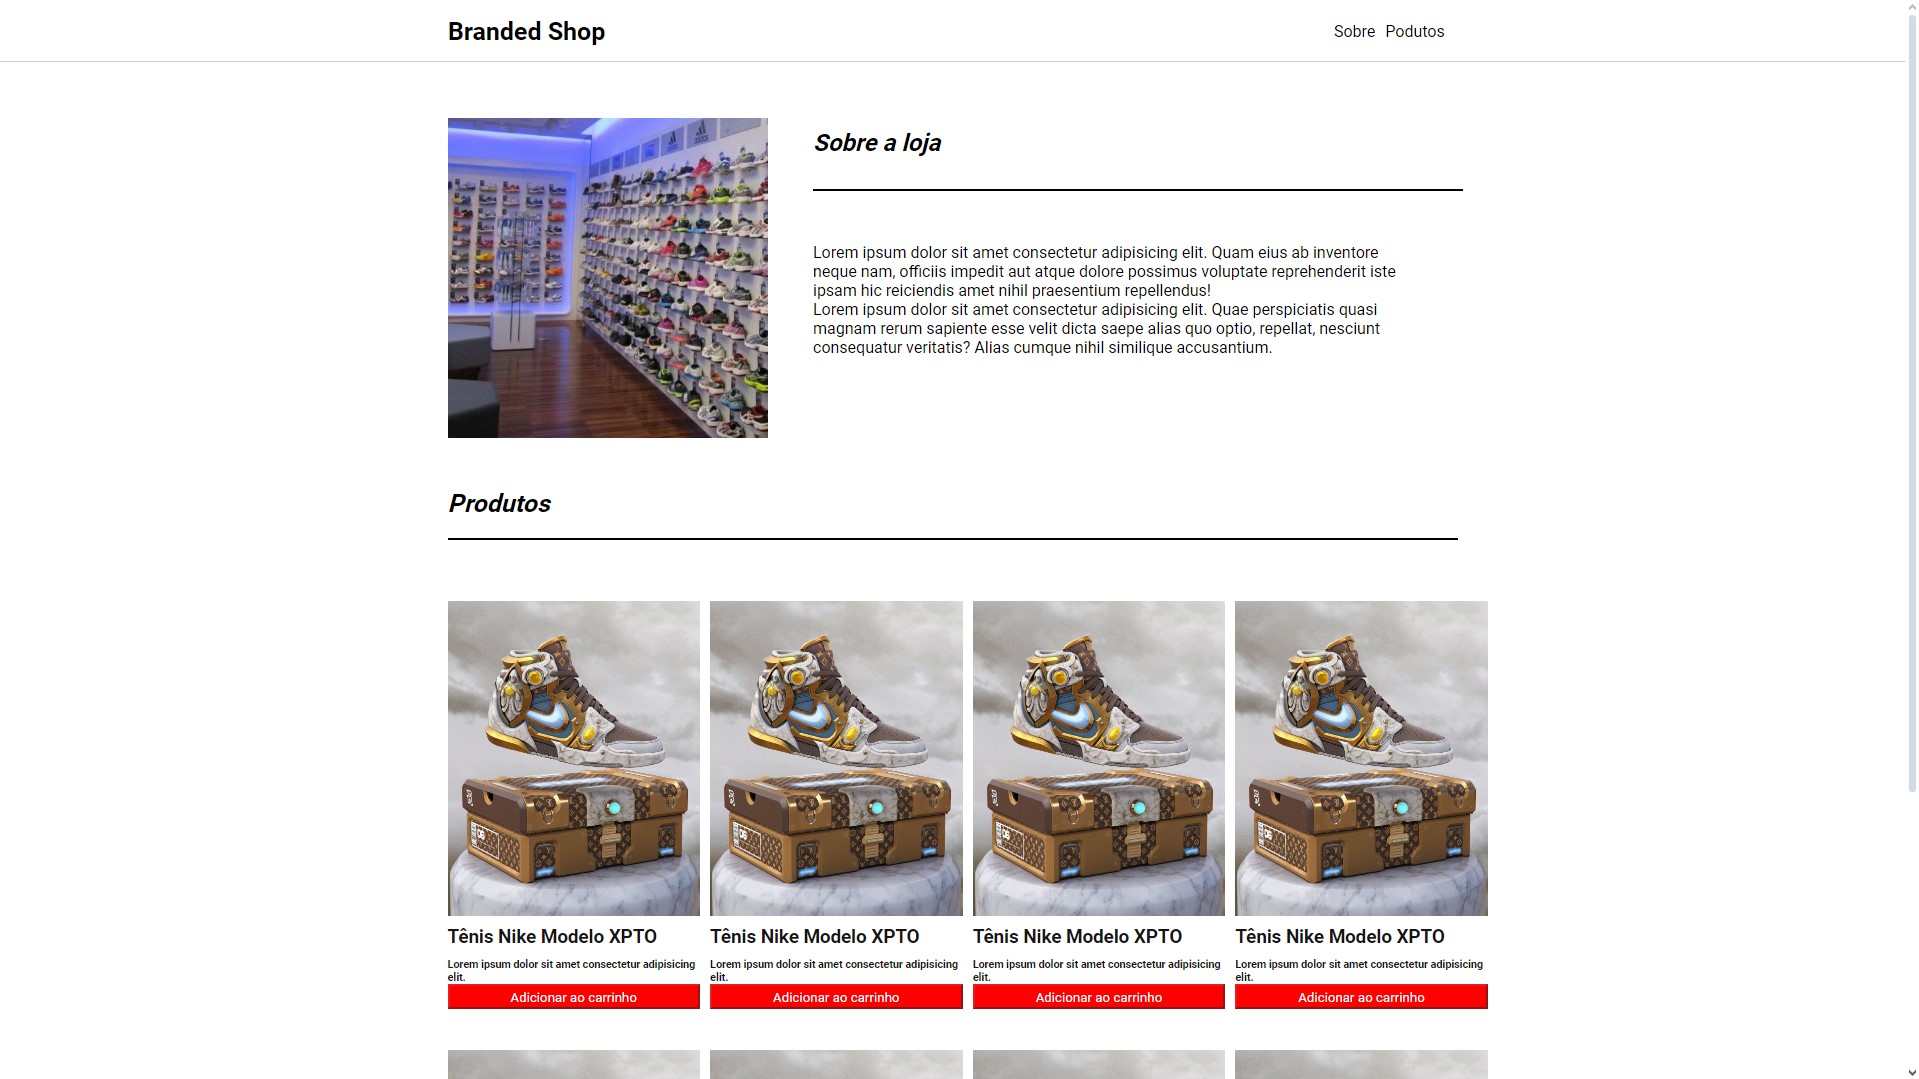 Branded Shop
Sobre Podutos
Sobre a loja
Lorem ipsum dolor sit amet consectetur adipisicing elit. Quam eius ab inventore
neque nam, officiis impedit aut atque dolore possimus voluptate reprehenderit iste
ipsam hic reiciendis amet nihil praesentium repellendus!
Lorem ipsum dolor sit amet consectetur adipisicing elit. Quae perspiciatis quasi
magnam rerum sapiente esse velit dicta saepe alias quo optio, repellat, nesciunt
consequatur veritatis? Alias cumque nihil similique accusantium.
Produtos
Tênis Nike Modelo XPTO
Lorem ipsum dolor sit amet consectetur adipisicing
elit.
Adicionar ao carrinho
Tênis Nike Modelo XPTO
Lorem ipsum dolor sit amet consectetur adipisicing
elit.
Adicionar ao carrinho
Tênis Nike Modelo XPTO
Lorem ipsum dolor sit amet consectetur adipisicing
elit.
Adicionar ao carrinho
Tênis Nike Modelo XPTO
Lorem ipsum dolor sit amet consectetur adipisicing
elit.
Adicionar ao carrinho